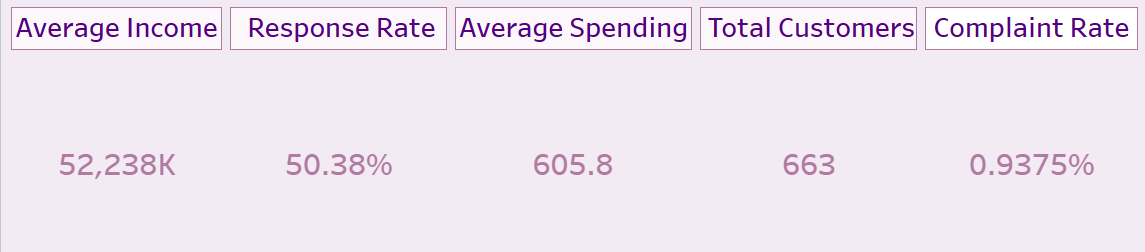 Average Income Response Rate Average Spending Total Customers Complaint Rate
52,238K 50.38% 605.8 663 0.9375%